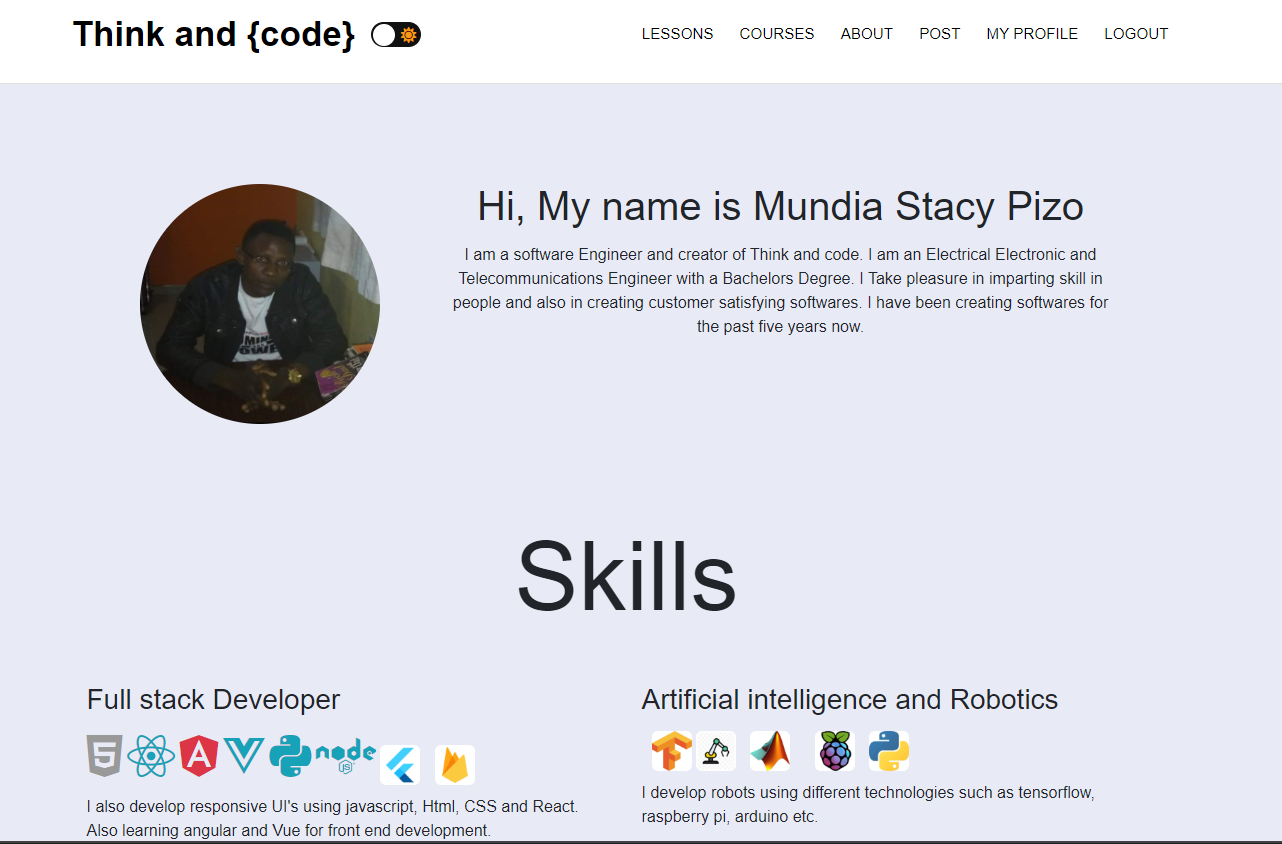 Think and {code}
LESSONS COURSES ABOUT POST MY PROFILE LOGOUT
Hi, My name is Mundia Stacy Pizo
I am a software Engineer and creator of Think and code. I am an Electrical Electronic and
Telecommunications Engineer with a Bachelors Degree. I Take pleasure in imparting skill in
people and also in creating customer satisfying softwares. I have been creating softwares for
the past five years now.
Skills
Full stack Developer
node
JS
I also develop responsive UI's using javascript, Html, CSS and React.
Also learning angular and Vue for front end development.
Artificial intelligence and Robotics
I develop robots using different technologies such as tensorflow,
raspberry pi, arduino etc.